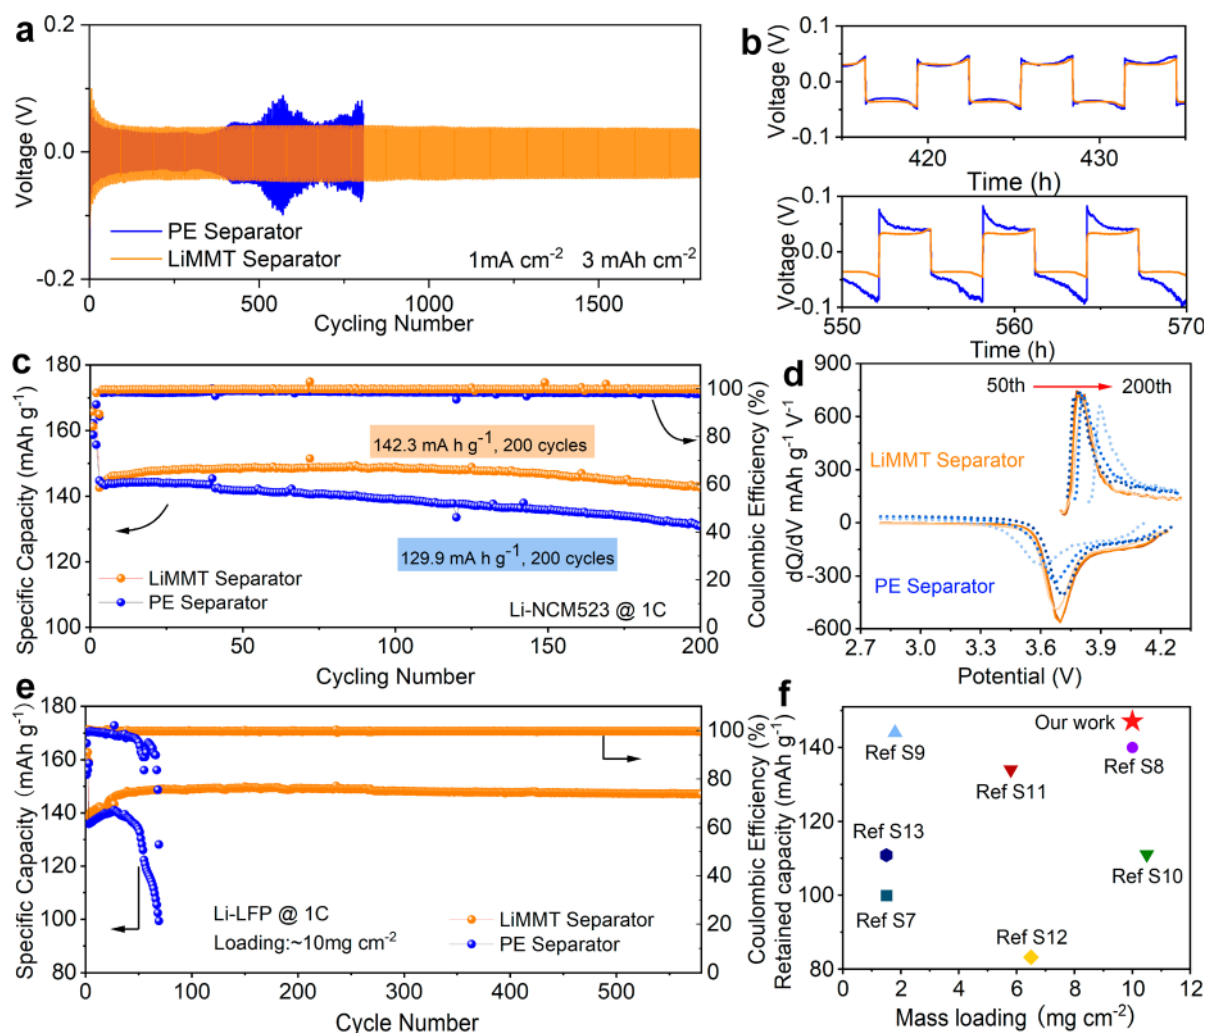 a
0.2
0.0
-0.2
Voltage (V)
PE Separator
LiMMT Separator
1mA cm⁻² 3 mAh cm⁻²
0 500 1000 1500
Cycling Number
b
0.1
0.0
-0.1
Voltage (V)
420 430
Time (h)
0.1
0.0
-0.1
Voltage (V)
550 560 570
Time (h)
c
180
160
140
120
100
Specific Capacity (mAh g⁻¹)
100
80
60
40
20
0
Coulombic Efficiency (%)
142.3 mA h g⁻¹, 200 cycles
129.9 mA h g⁻¹, 200 cycles
LiMMT Separator
PE Separator
Li-NCM523 @ 1C
0 50 100 150 200
Cycling Number
d
900
600
300
0
-300
-600
dQ/dV mAh g⁻¹ V⁻¹
50th 200th
LiMMT Separator
PE Separator
2.7 3.0 3.3 3.6 3.9 4.2
Potential (V)
e
180
160
140
120
100
80
Specific Capacity (mAh g⁻¹)
100
80
60
40
20
0
Coulombic Efficiency (%)
Li-LFP @ 1C
Loading:~10mg cm⁻²
LiMMT Separator
PE Separator
0 100 200 300 400 500
Cycle Number
f
140
120
100
80
Retained capacity (mAh g⁻¹)
Our work
Ref S9
Ref S8
Ref S11
Ref S13
Ref S10
Ref S7
Ref S12
0 2 4 6 8 10 12
Mass loading (mg cm⁻²)